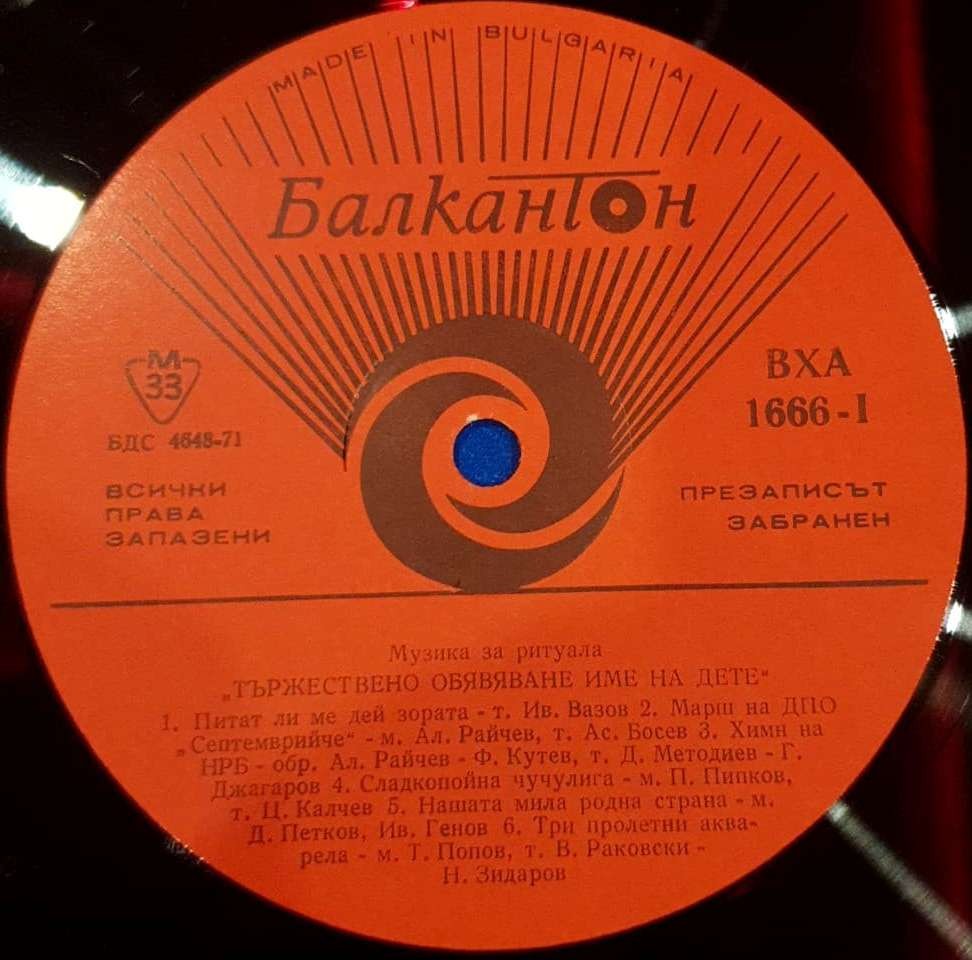 MADE IN BULGARIA
Балкантон
М
33
БДС 4648-71
ВХА
1666-I
ВСИЧКИ
ПРАВА
ЗАПАЗЕНИ
ПРЕЗАПИСЪТ
ЗАБРАНЕН
Музика за ритуала
„ТЪРЖЕСТВЕНО ОБЯВЯВАНЕ ИМЕ НА ДЕТЕ“
1. Питат ли ме дей зората - т. Ив. Вазов 2. Марш на ДПО
„Септемврийче“ - м. Ал. Райчев, т. Ас. Босев 3. Химн на
НРБ - обр. Ал. Райчев - Ф. Кутев, т. Д. Методиев - Г.
Джагаров 4. Сладкопойна чучулига - м. П. Пипков,
т. Ц. Калчев 5. Нашата мила родна страна - м.
Д. Петков, Ив. Генов 6. Три пролетни аква-
рела - м. Т. Попов, т. В. Раковски -
Н. Зидаров